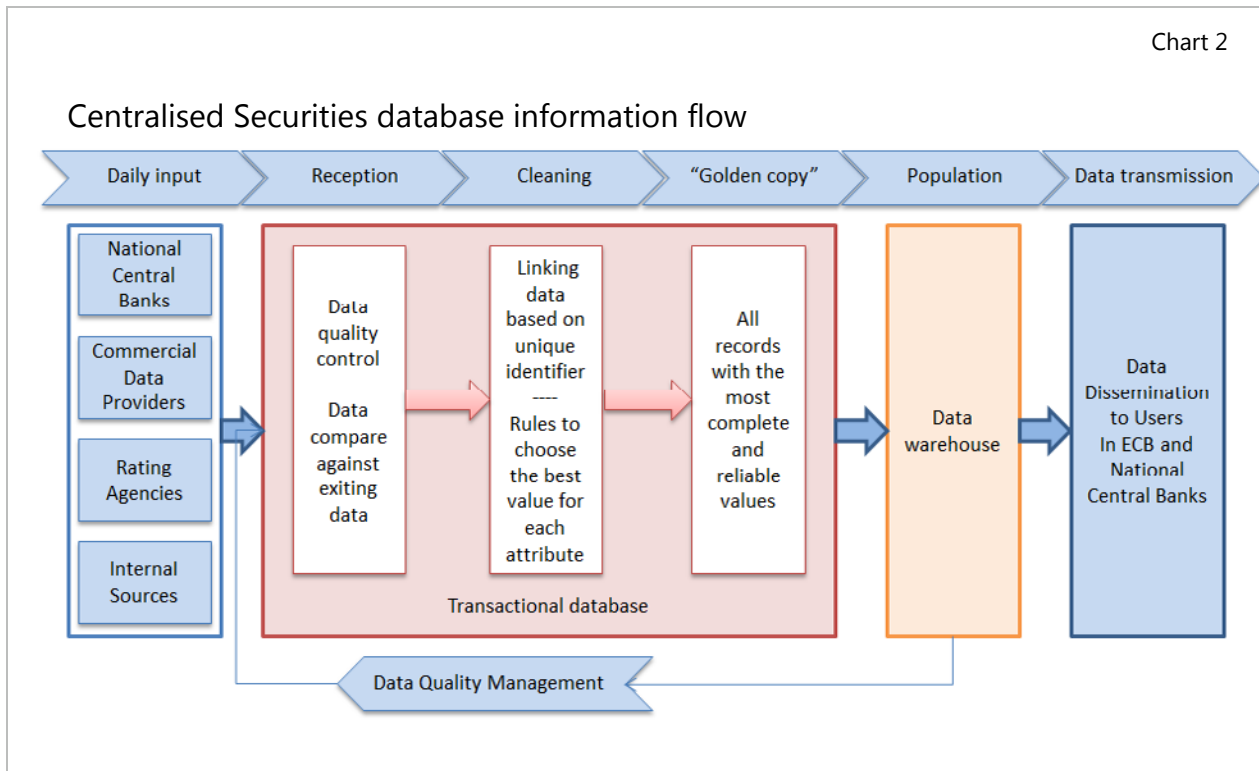 Chart 2
Centralised Securities database information flow
Daily input
Reception
Cleaning
“Golden copy”
Population
Data transmission
National
Central
Banks
Commercial
Data
Providers
Rating
Agencies
Internal
Sources
Data
quality
control
Data
compare
against
exiting
data
Linking
data
based on
unique
identifier
----
Rules to
choose
the best
value for
each
attribute
All
records
with the
most
complete
and
reliable
values
Transactional database
Data
warehouse
Data
Dissemination
to Users
In ECB and
National
Central Banks
Data Quality Management